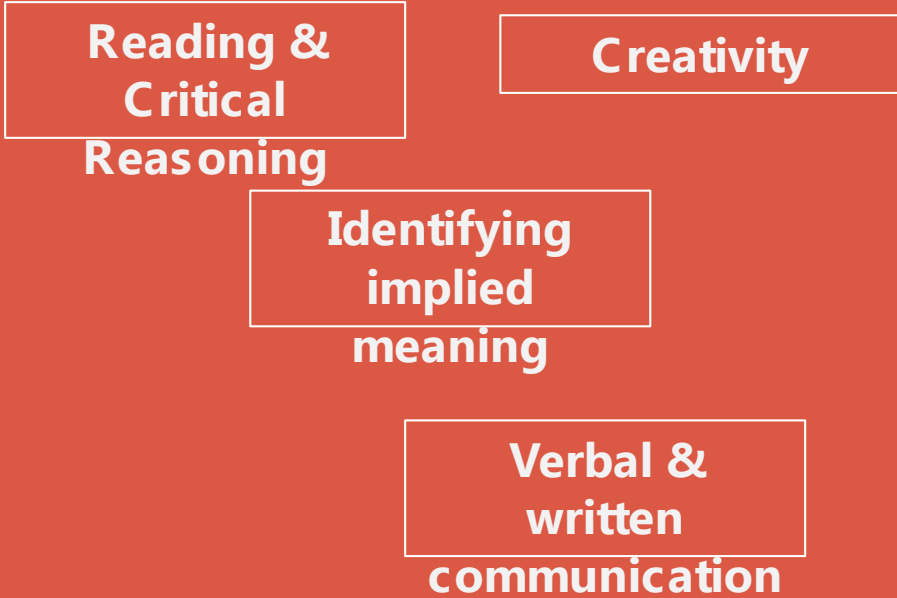 Reading &
Critical
Reasoning
Creativity
Identifying
implied
meaning
Verbal &
written
communication